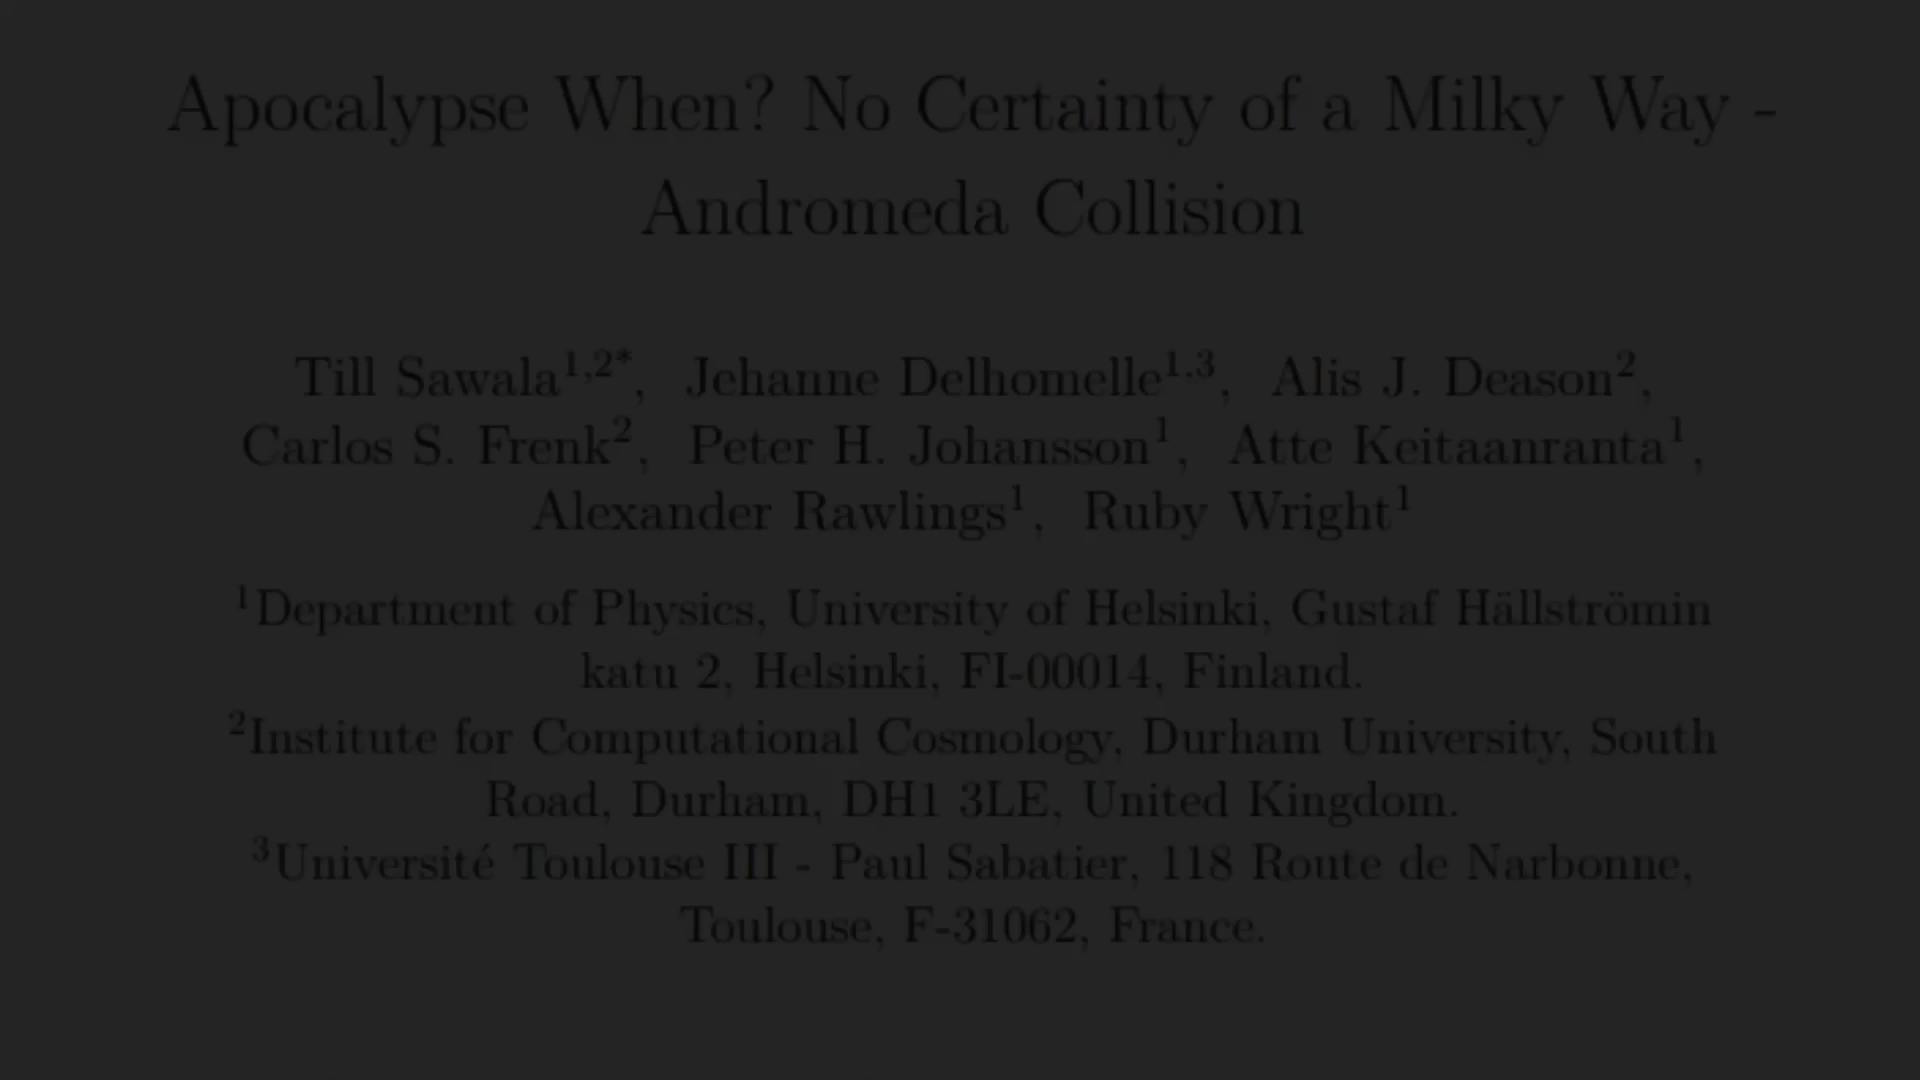 Apocalypse When? No Certainty of a Milky Way -
Andromeda Collision
Till Sawala1,2*, Jehanne Delhomelle1,3, Alis J. Deason2,
Carlos S. Frenk2, Peter H. Johansson1, Atte Keitaanranta1,
Alexander Rawlings1, Ruby Wright1
1Department of Physics, University of Helsinki, Gustaf Hällströmin
katu 2, Helsinki, FI-00014, Finland.
2Institute for Computational Cosmology, Durham University, South
Road, Durham, DH1 3LE, United Kingdom.
3Université Toulouse III - Paul Sabatier, 118 Route de Narbonne,
Toulouse, F-31062, France.